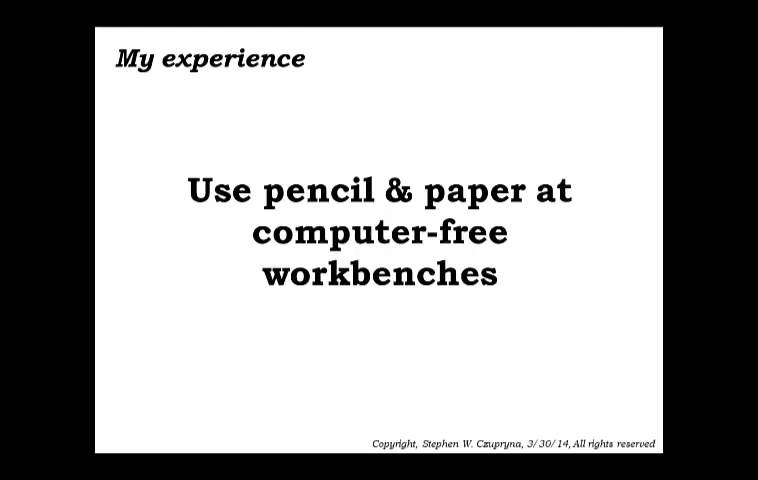 My experience
Use pencil & paper at
computer-free
workbenches
Copyright, Stephen W. Czupryna, 3/30/14, All rights reserved